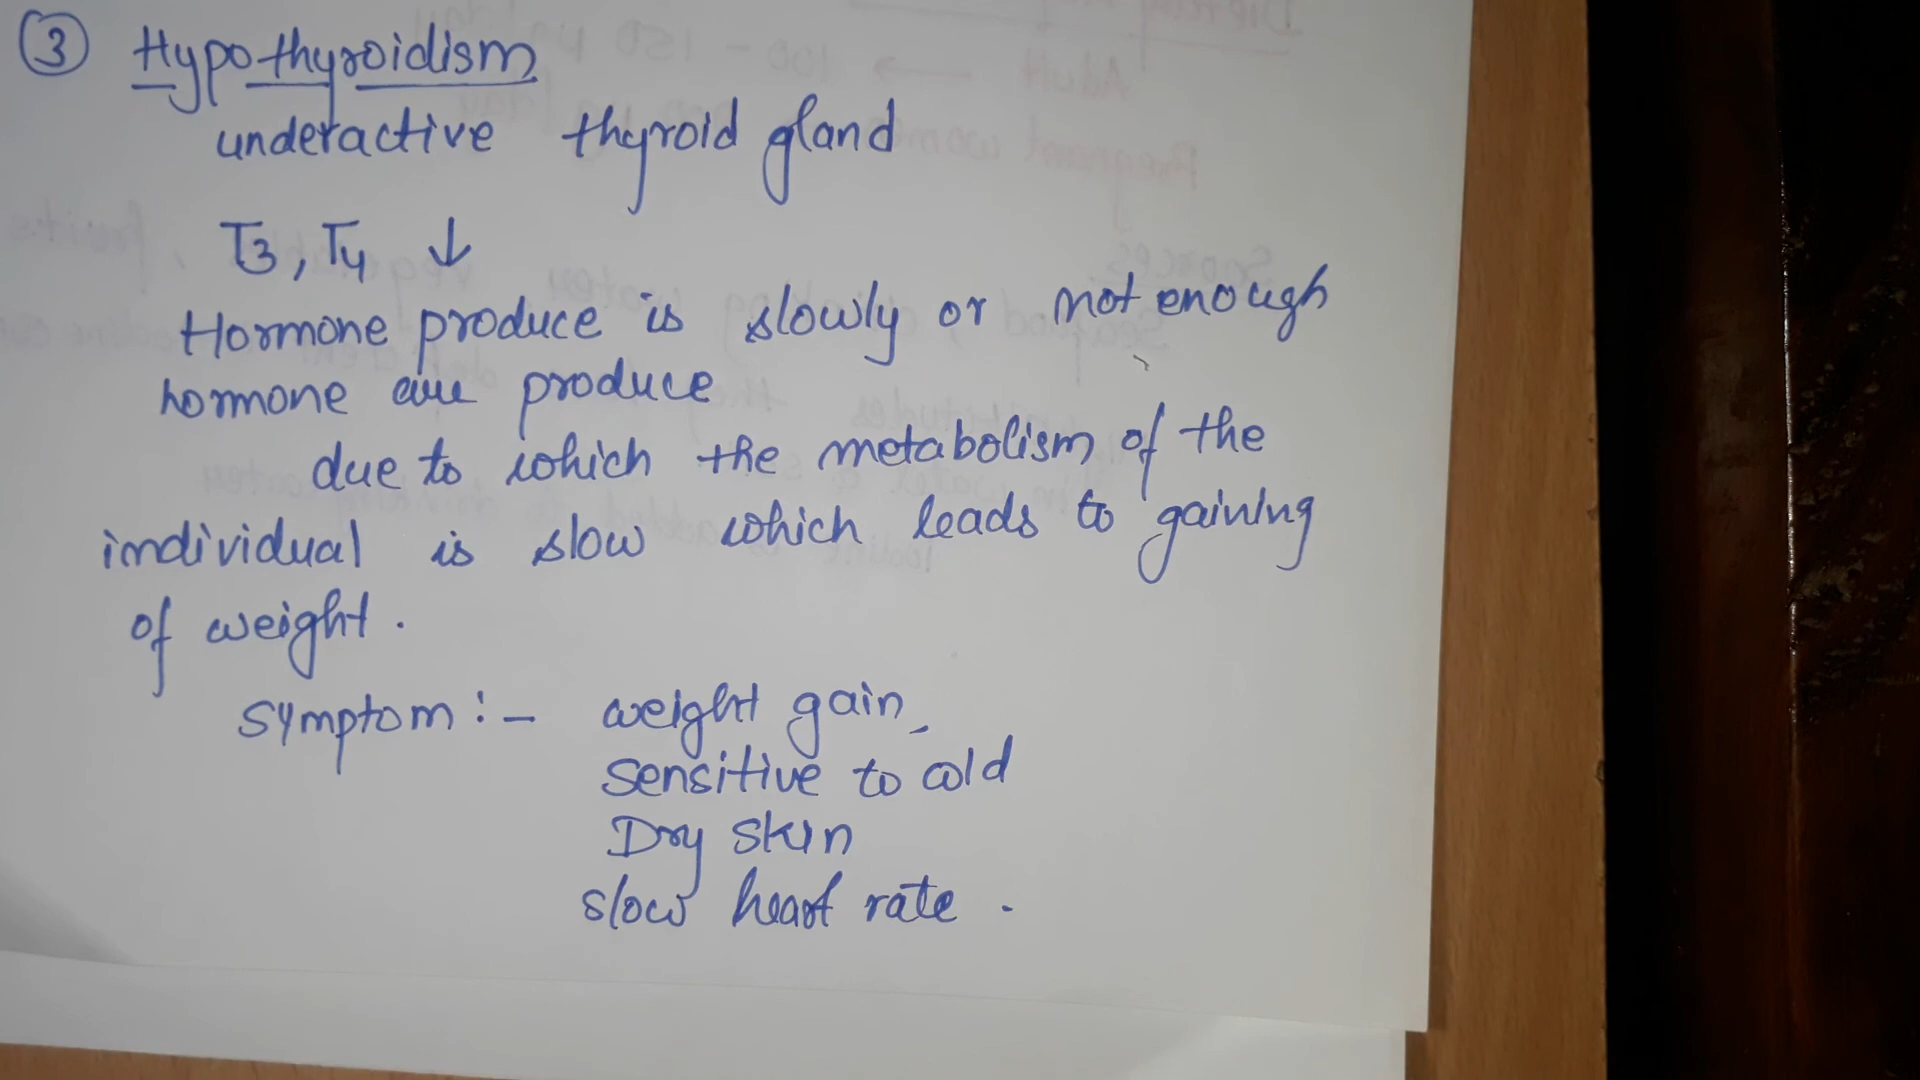 ③ Hypothyroidism
underactive thyroid gland
T3, T4 ↓
Hormone produce is slowly or not enough
hormone are produce
due to which the metabolism of the
individual is slow which leads to gaining
of weight.
Symptom :- weight gain,
Sensitive to cold
Dry skin
slow heart rate.